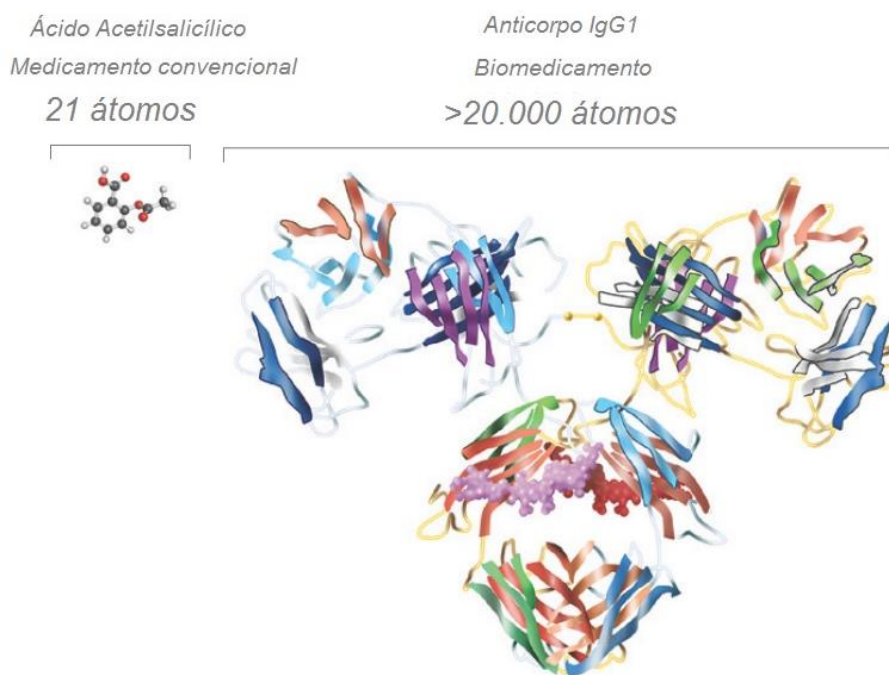 Ácido Acetilsalicílico
Medicamento convencional
21 átomos
Anticorpo IgG1
Biomedicamento
>20.000 átomos